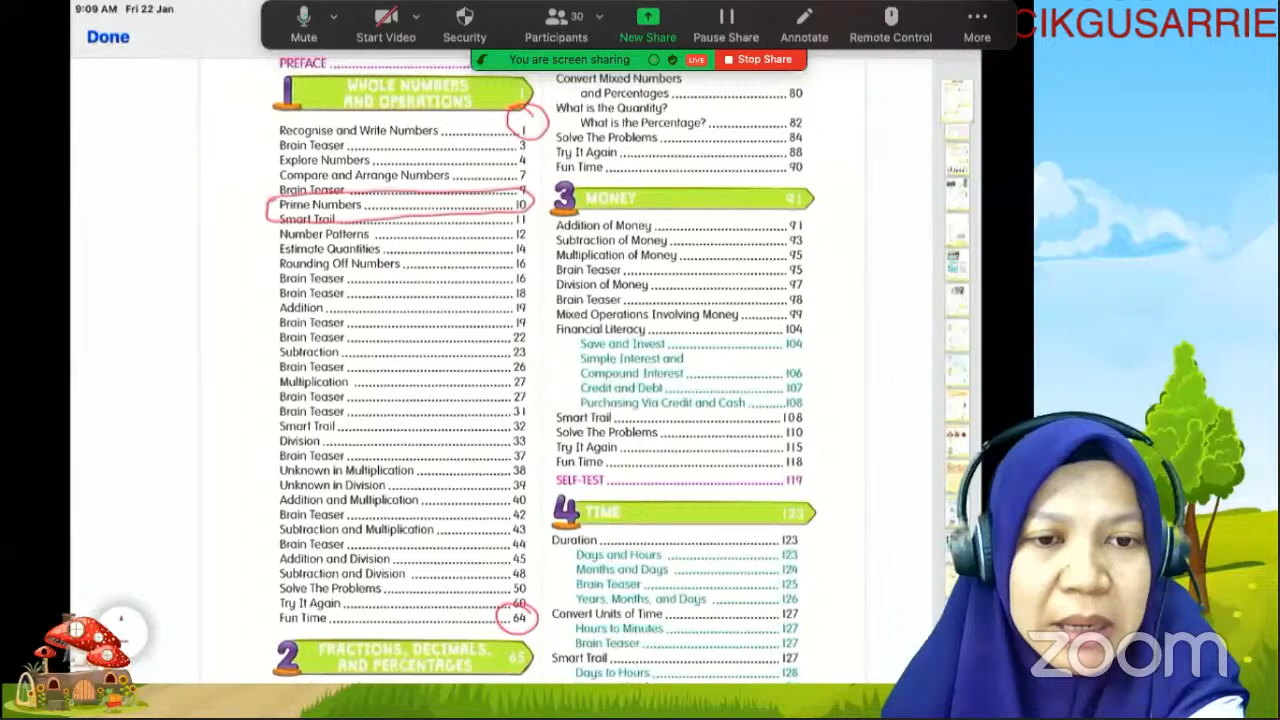 9:09 AM Fri 22 Jan
Done
Mute
Start Video
Security
30
Participants
New Share
Pause Share
Annotate
Remote Control
More
You are screen sharing
LIVE
Stop Share
CIKGUSARRIE
PREFACE
1 WHOLE NUMBERS AND OPERATIONS 1
Recognise and Write Numbers 1
Brain Teaser 3
Explore Numbers 4
Compare and Arrange Numbers 7
Brain Teaser 9
Prime Numbers 10
Smart Trail 11
Number Patterns 12
Estimate Quantities 14
Rounding Off Numbers 16
Brain Teaser 16
Brain Teaser 18
Addition 19
Brain Teaser 19
Brain Teaser 22
Subtraction 23
Brain Teaser 26
Multiplication 27
Brain Teaser 27
Brain Teaser 31
Smart Trail 32
Division 33
Brain Teaser 37
Unknown in Multiplication 38
Unknown in Division 39
Addition and Multiplication 40
Brain Teaser 42
Subtraction and Multiplication 43
Brain Teaser 44
Addition and Division 45
Subtraction and Division 48
Solve The Problems 50
Try It Again 60
Fun Time 64
2 FRACTIONS, DECIMALS, AND PERCENTAGES 65
Convert Mixed Numbers
and Percentages 80
What is the Quantity?
What is the Percentage? 82
Solve The Problems 84
Try It Again 88
Fun Time 90
3 MONEY 91
Addition of Money 91
Subtraction of Money 93
Multiplication of Money 95
Brain Teaser 95
Division of Money 97
Brain Teaser 98
Mixed Operations Involving Money 99
Financial Literacy 104
Save and Invest 104
Simple Interest and
Compound Interest 106
Credit and Debt 107
Purchasing Via Credit and Cash 108
Smart Trail 108
Solve The Problems 110
Try It Again 115
Fun Time 118
SELF-TEST 119
4 TIME 123
Duration 123
Days and Hours 123
Months and Days 124
Brain Teaser 125
Years, Months, and Days 126
Convert Units of Time 127
Hours to Minutes 127
Brain Teaser 127
Smart Trail 127
Days to Hours 128
zoom